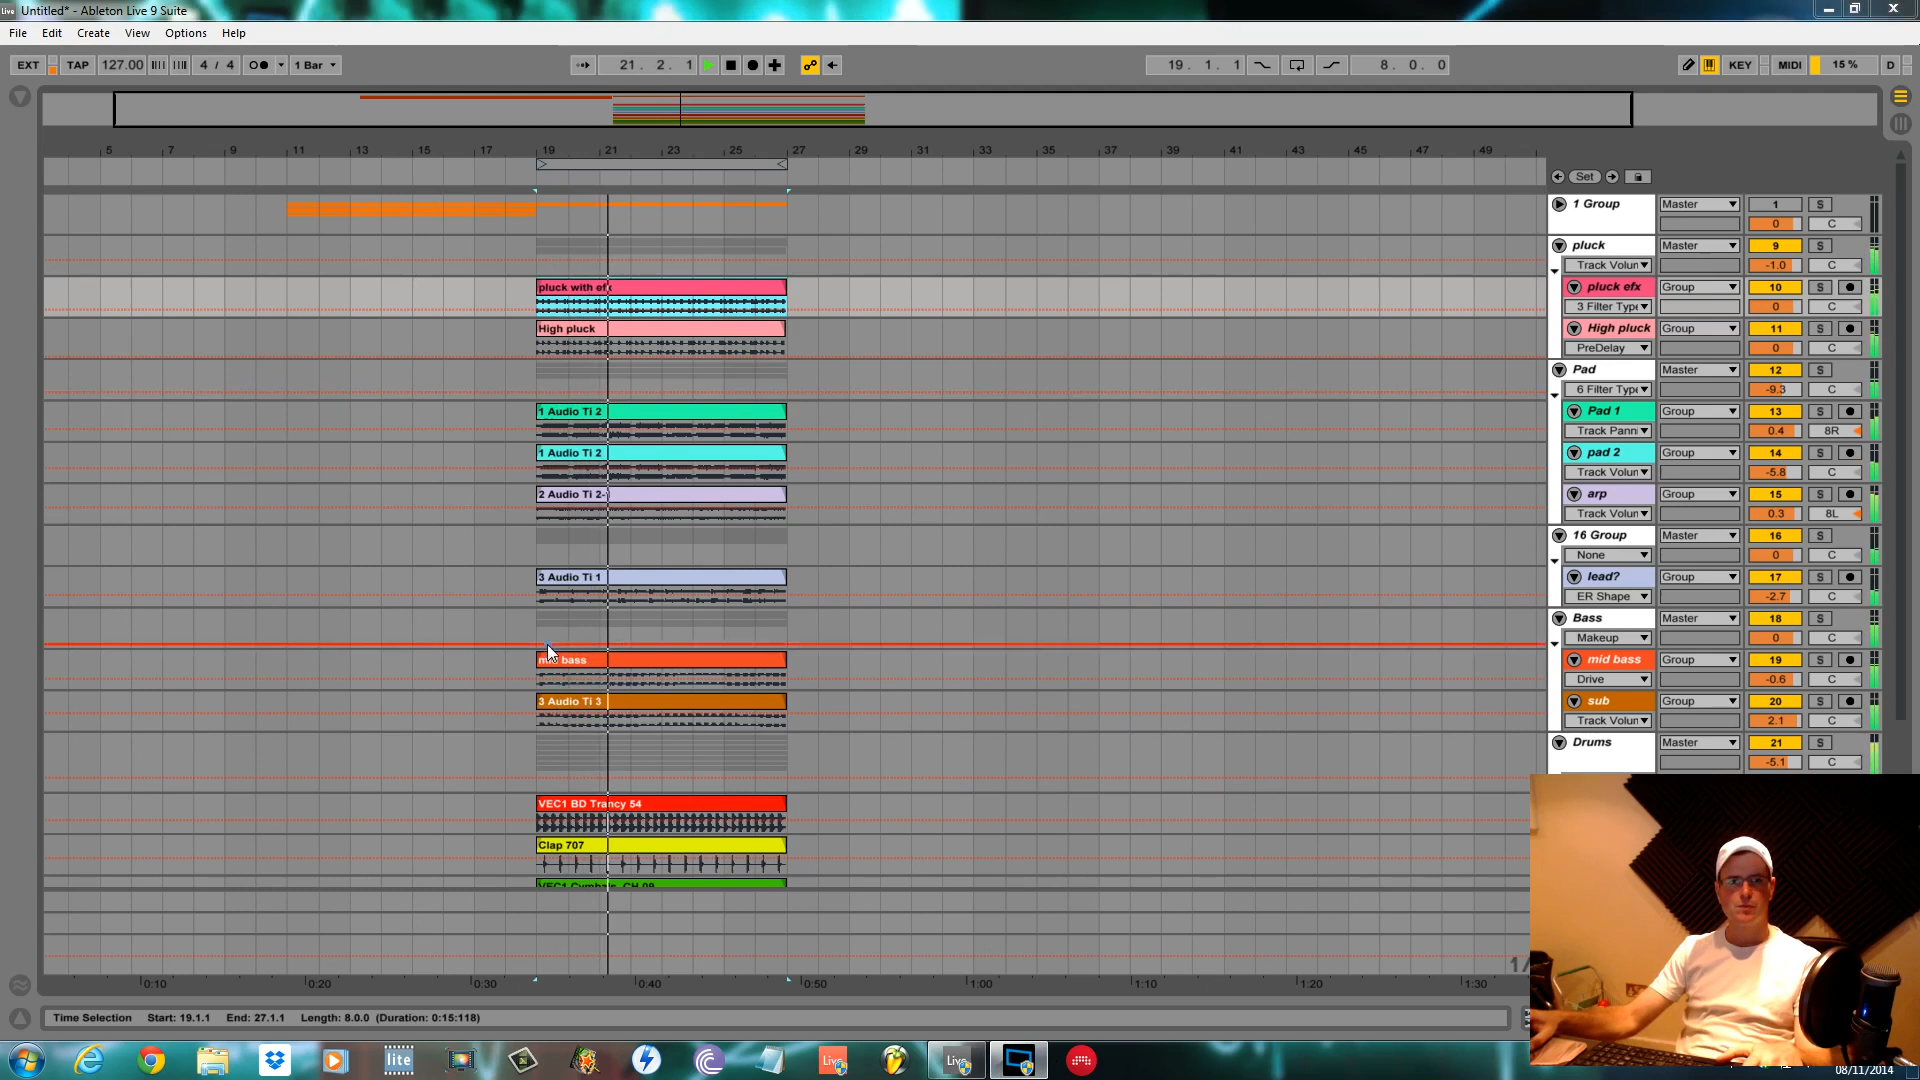 Untitled* - Ableton Live 9 Suite
File Edit Create View Options Help
EXT TAP 127.00 4 / 4 1 Bar 21. 2. 1 19. 1. 1 8. 0. 0 KEY MIDI 15 % D
5 7 9 11 13 15 17 19 21 23 25 27 29 31 33 35 37 39 41 43 45 47 49
Set
1 Group Master 1 S
0 C
pluck Master 9 S
Track Volun -1.0 C
pluck with efx pluck efx Group 10 S
3 Filter Type 0 C
High pluck High pluck Group 11 S
PreDelay 0 C
Pad Master 12 S
6 Filter Type -9.3 C
1 Audio Ti 2 Pad 1 Group 13 S
Track Pann 0.4 8R
1 Audio Ti 2 pad 2 Group 14 S
Track Volun -5.8 C
2 Audio Ti 2- arp Group 15 S
Track Volun 0.3 8L
16 Group Master 16 S
None 0 C
3 Audio Ti 1 lead? Group 17 S
ER Shape -2.7 C
Bass Master 18 S
Makeup 0 C
mid bass mid bass Group 19 S
Drive -0.6 C
3 Audio Ti 3 sub Group 20 S
Track Volun 2.1 C
Drums Master 21 S
-5.1 C
VEC1 BD Trancy 54
Clap 707
VEC1 Cymbals CH 09
0:10 0:20 0:30 0:40 0:50 1:00 1:10 1:20 1:30
Time Selection Start: 19.1.1 End: 27.1.1 Length: 8.0.0 (Duration: 0:15:118)
lite Live Live
08/11/2014